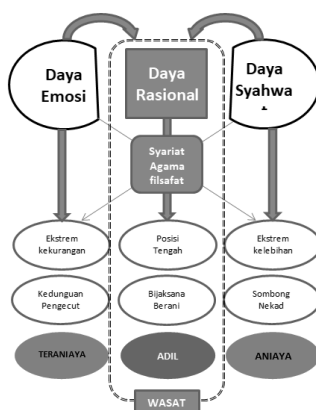 Daya
Emosi
Daya
Rasional
Daya
Syahwa
Syariat
Agama
filsafat
Ekstrem
kekurangan
Posisi
Tengah
Ekstrem
kelebihan
Kedunguan
Pengecut
Bijaksana
Berani
Sombong
Nekad
TERANIAYA
ADIL
ANIAYA
WASAT